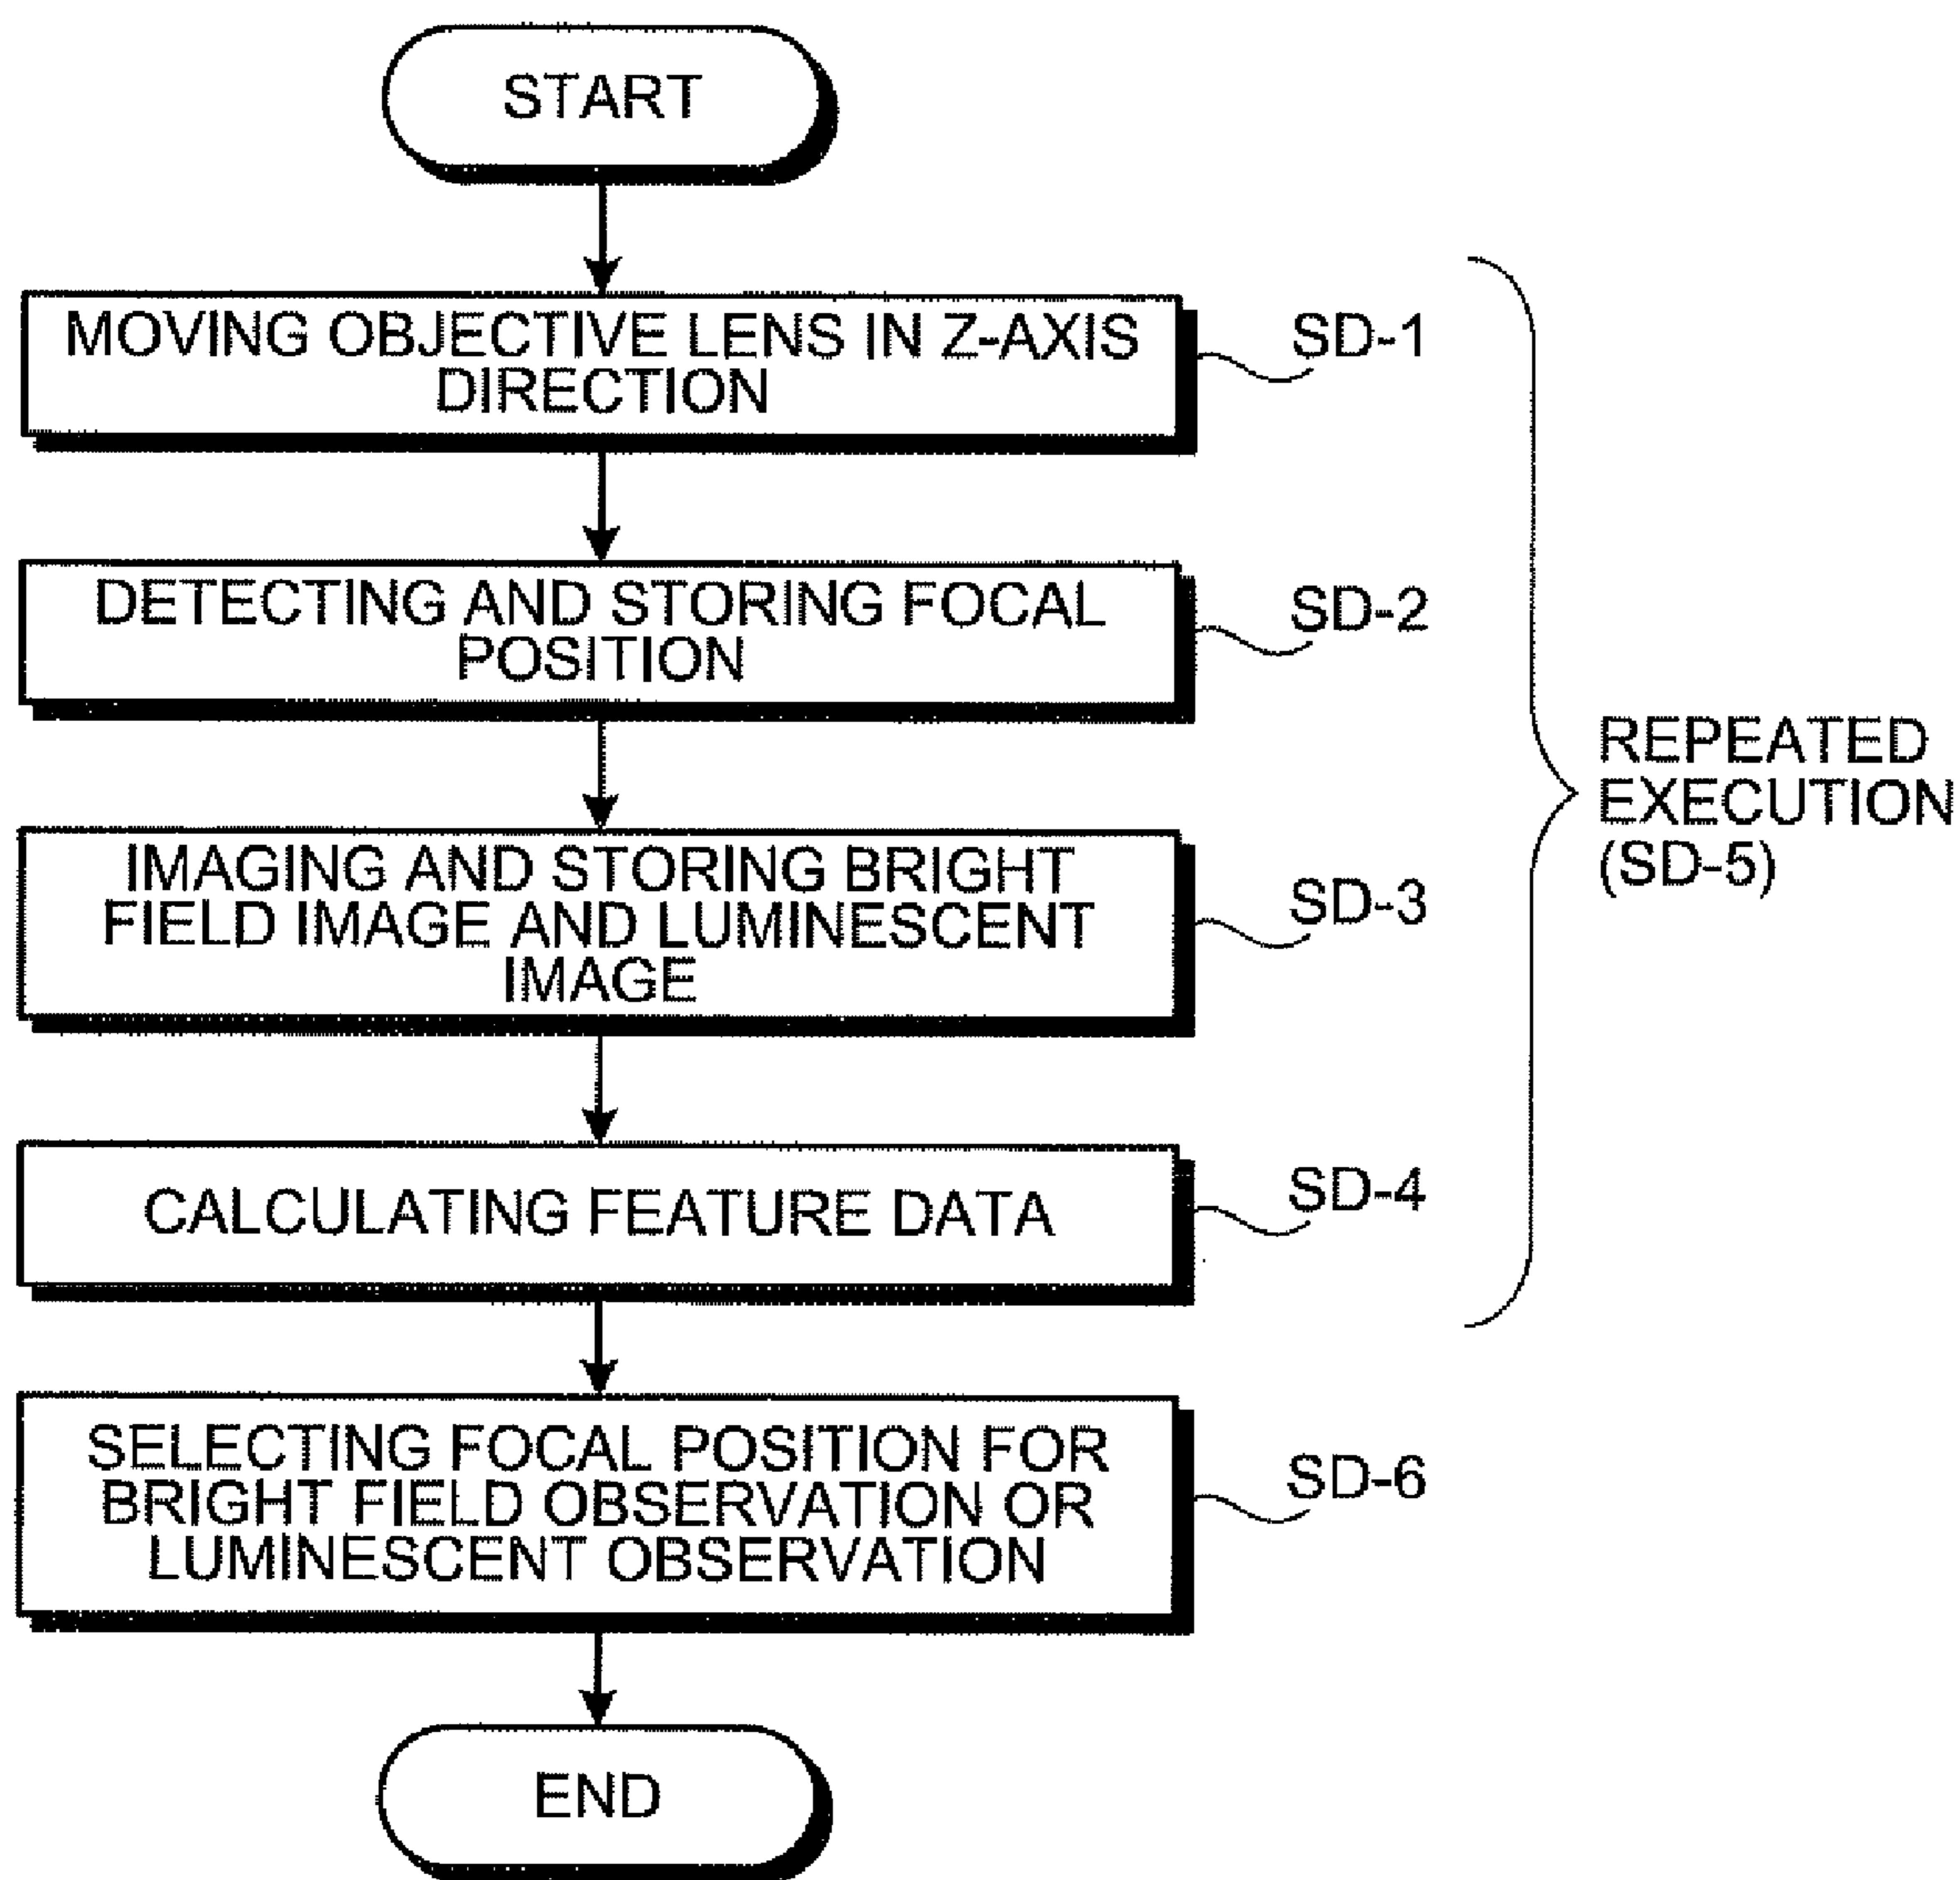 START
MOVING OBJECTIVE LENS IN Z-AXIS
DIRECTION
SD-1
DETECTING AND STORING FOCAL
POSITION
SD-2
REPEATED
EXECUTION
(SD-5)
IMAGING AND STORING BRIGHT
FIELD IMAGE AND LUMINESCENT
IMAGE
SD-3
CALCULATING FEATURE DATA
SD-4
SELECTING FOCAL POSITION FOR
BRIGHT FIELD OBSERVATION OR
LUMINESCENT OBSERVATION
SD-6
END